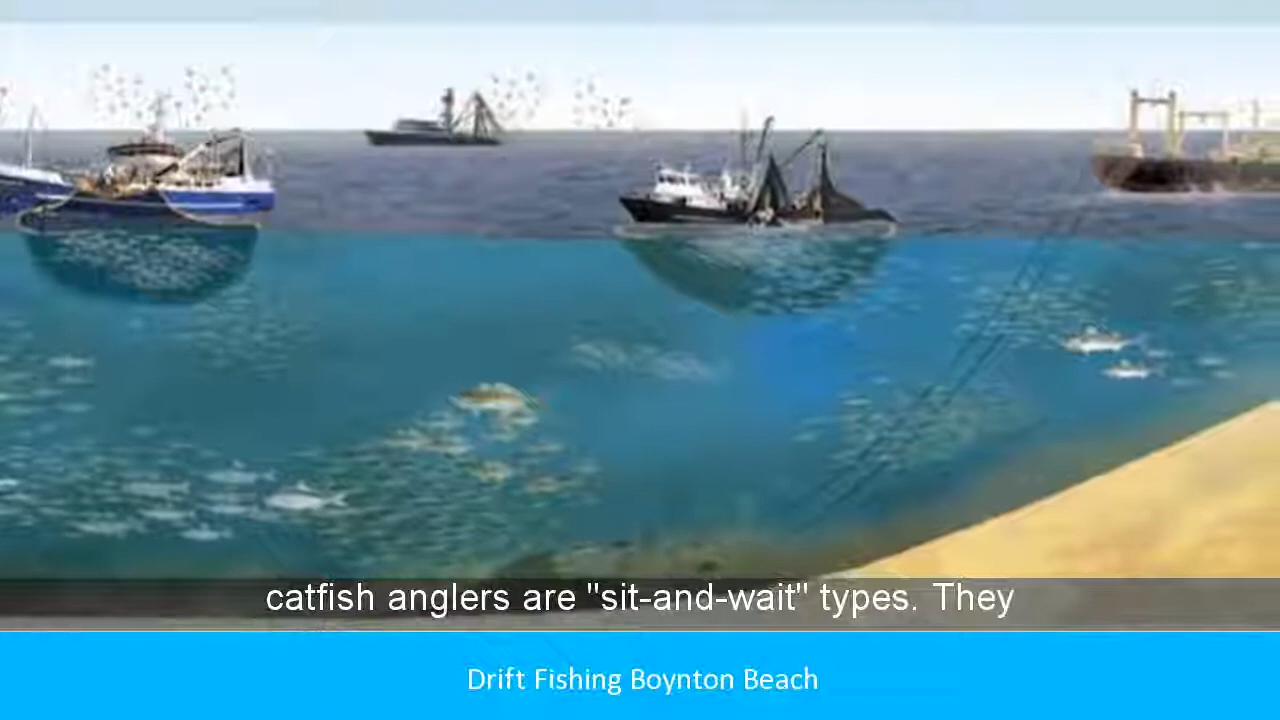 catfish anglers are "sit-and-wait" types. They
Drift Fishing Boynton Beach